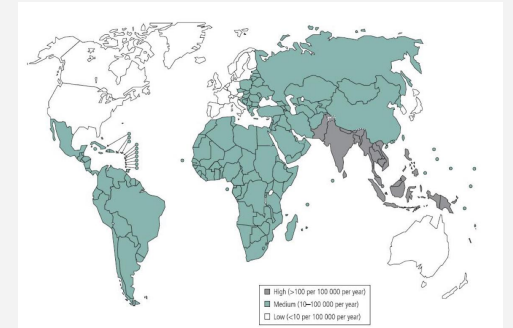 High (>100 per 100 000 per year)
Medium (10–100 000 per year)
Low (<10 per 100 000 per year)